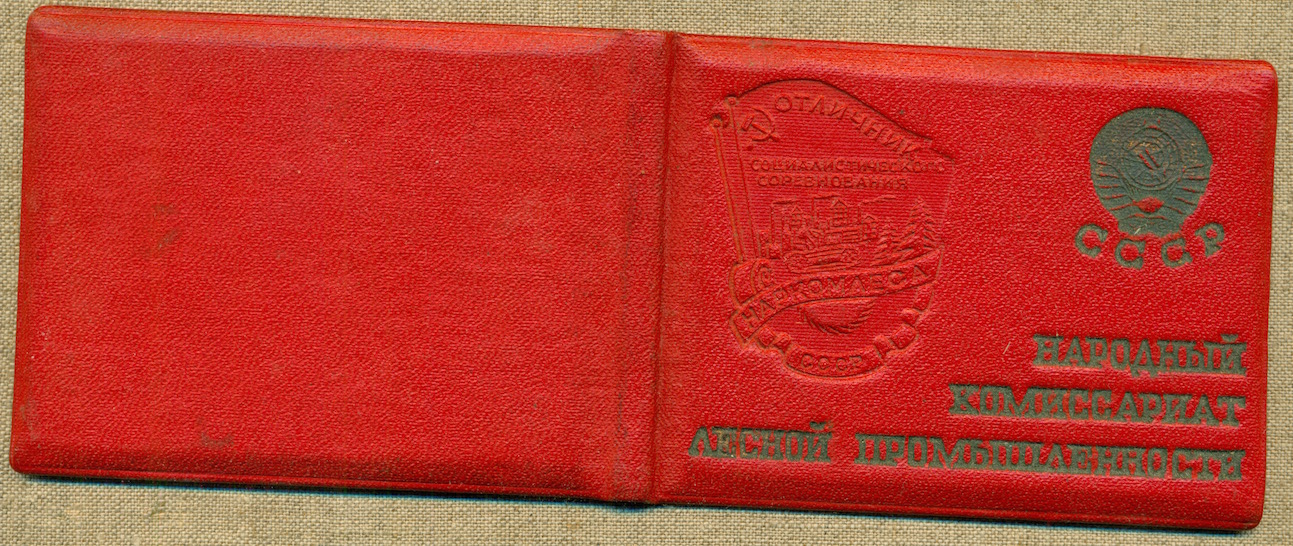 ОТЛИЧНИК
СОЦИАЛИСТИЧЕСКОГО
СОРЕВНОВАНИЯ
НАРКОМЛЕСА
СССР
СССР
НАРОДНЫЙ
КОМИССАРИАТ
ЛЕСНОЙ ПРОМЫШЛЕННОСТИ